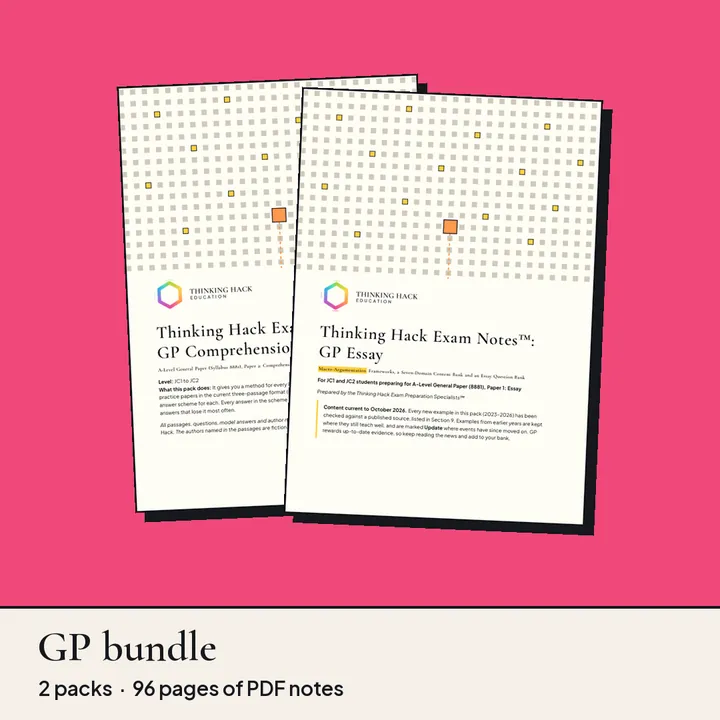 THINKING HACK
EDUCATION
Thinking Hack Exa
GP Comprehensio
A-Level General Paper (Syllabus 8881), Paper 2: Comprehens
Level: JC1 to JC2
What this pack does: It gives you a method for every
practice papers in the current three-passage format (
answer scheme for each. Every answer in the scheme
answers that lose it most often.
All passages, questions, model answers and author n
Hack. The authors named in the passages are fiction
THINKING HACK
EDUCATION
Thinking Hack Exam Notes™:
GP Essay
Macro-Argumentation Frameworks, a Seven-Domain Content Bank and an Essay Question Bank
For JC1 and JC2 students preparing for A-Level General Paper (8881), Paper 1: Essay
Prepared by the Thinking Hack Exam Preparation Specialists™
Content current to October 2026. Every new example in this pack (2023–2026) has been
checked against a published source, listed in Section 9. Examples from earlier years are kept
where they still teach well, and are marked Update where events have since moved on. GP
rewards up-to-date evidence, so keep reading the news and add to your bank.
GP bundle
2 packs · 96 pages of PDF notes